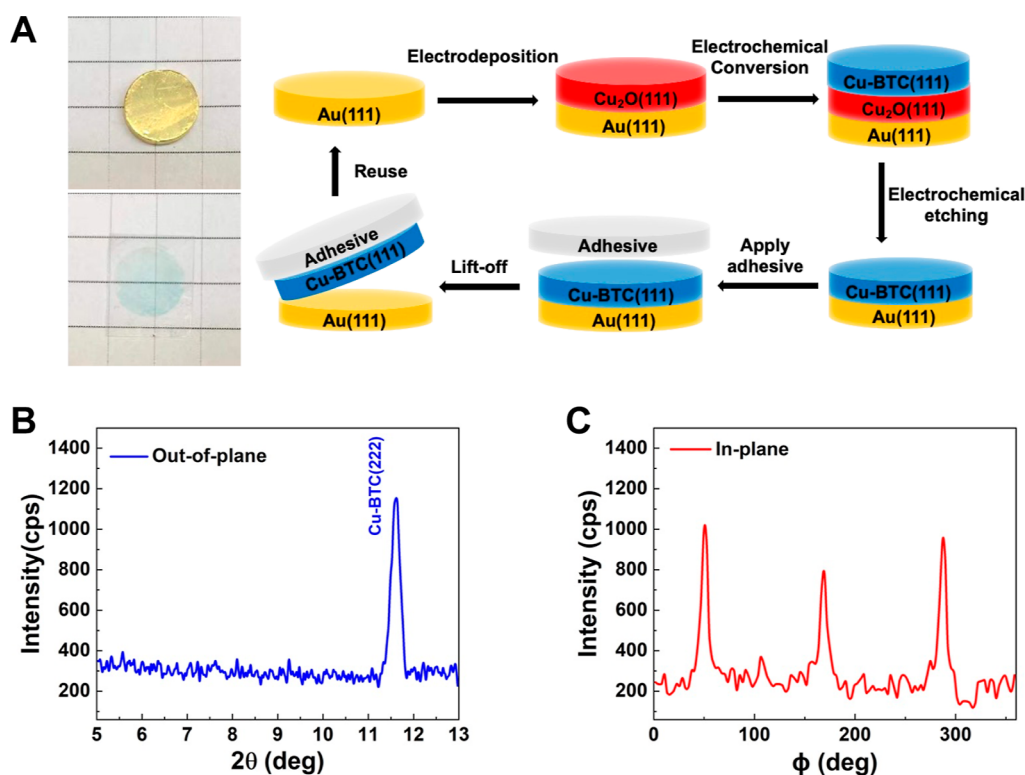 A
Electrodeposition
Electrochemical
Conversion
Au(111)
Cu₂O(111)
Au(111)
Cu-BTC(111)
Cu₂O(111)
Au(111)
Reuse
Electrochemical
etching
Adhesive
Cu-BTC(111)
Au(111)
Lift-off
Adhesive
Cu-BTC(111)
Au(111)
Apply
adhesive
Cu-BTC(111)
Au(111)
B
Out-of-plane
Cu-BTC(222)
Intensity(cps)
1400
1200
1000
800
600
400
200
5 6 7 8 9 10 11 12 13
2θ (deg)
C
In-plane
Intensity (cps)
1400
1200
1000
800
600
400
200
0 100 200 300
ϕ (deg)